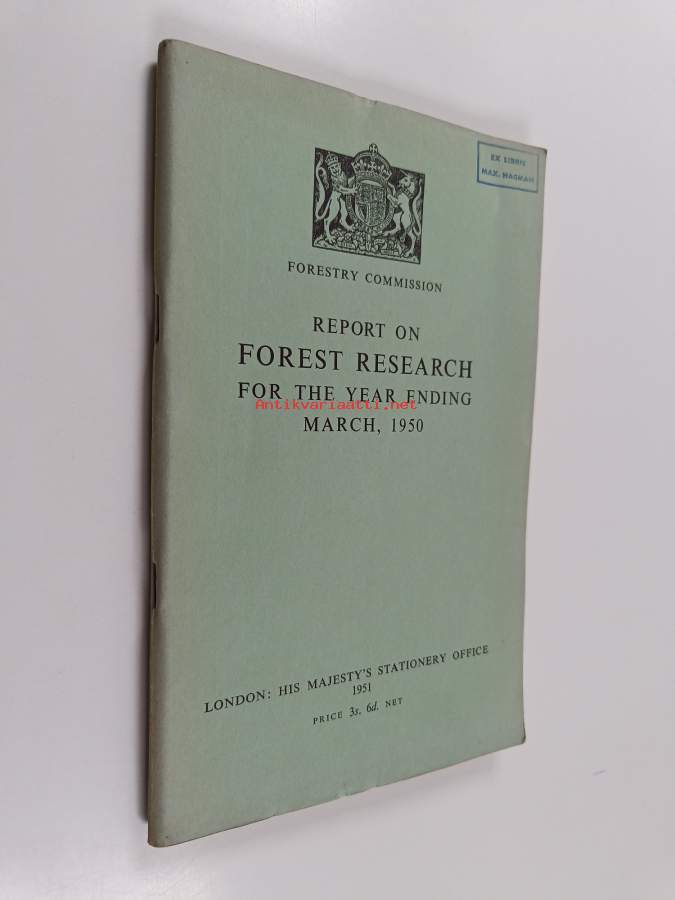 EX LIBRIS
MAX. HAGMAN
FORESTRY COMMISSION
REPORT ON
FOREST RESEARCH
FOR THE YEAR ENDING
Antikvariaatti.net
MARCH, 1950
LONDON: HIS MAJESTY'S STATIONERY OFFICE
1951
PRICE 3s. 6d. NET